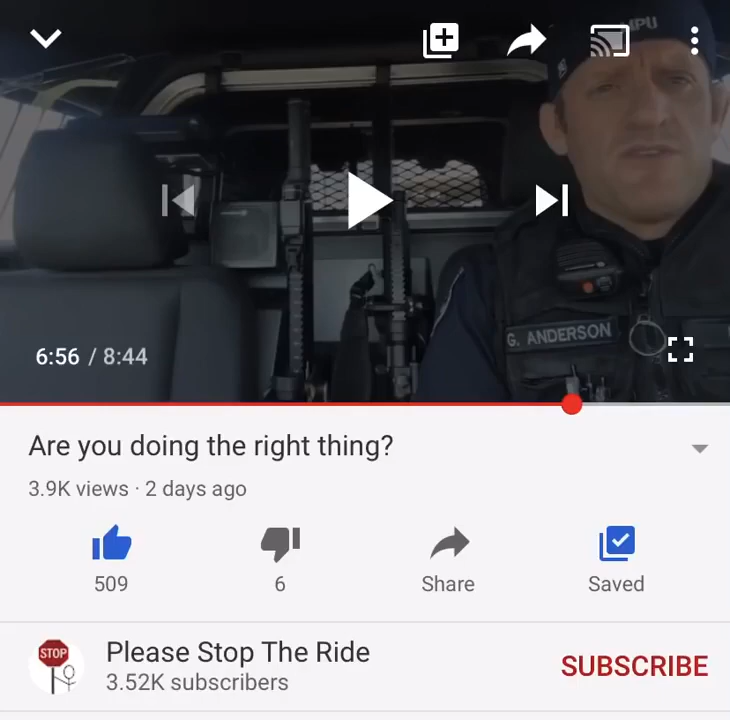 MPU
G. ANDERSON
6:56 / 8:44
Are you doing the right thing?
3.9K views · 2 days ago
509
6
Share
Saved
STOP
Please Stop The Ride
SUBSCRIBE
3.52K subscribers